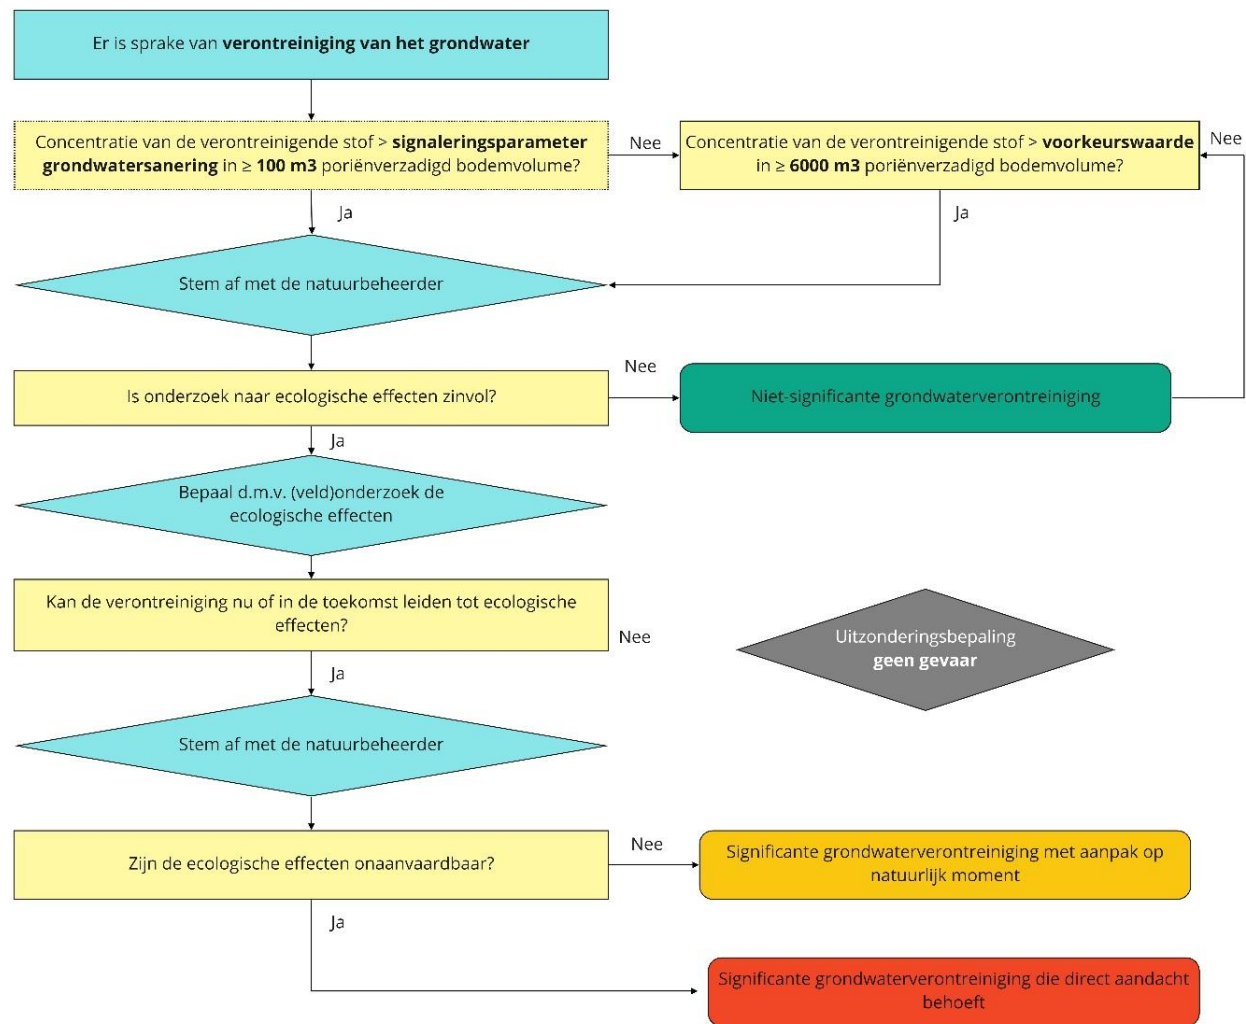 Er is sprake van verontreiniging van het grondwater
Concentratie van de verontreinigende stof > signaleringsparameter
grondwatersanering in ≥ 100 m3 poriënverzadigd bodemvolume?
Nee
Concentratie van de verontreinigende stof > voorkeurswaarde
in ≥ 6000 m3 poriënverzadigd bodemvolume?
Nee
Ja
Ja
Stem af met de natuurbeheerder
Is onderzoek naar ecologische effecten zinvol?
Nee
Niet-significante grondwaterverontreiniging
Ja
Bepaal d.m.v. (veld)onderzoek de
ecologische effecten
Kan de verontreiniging nu of in de toekomst leiden tot ecologische
effecten?
Nee
Uitzonderingsbepaling
geen gevaar
Ja
Stem af met de natuurbeheerder
Zijn de ecologische effecten onaanvaardbaar?
Nee
Significante grondwaterverontreiniging met aanpak op
natuurlijk moment
Ja
Significante grondwaterverontreiniging die direct aandacht
behoeft